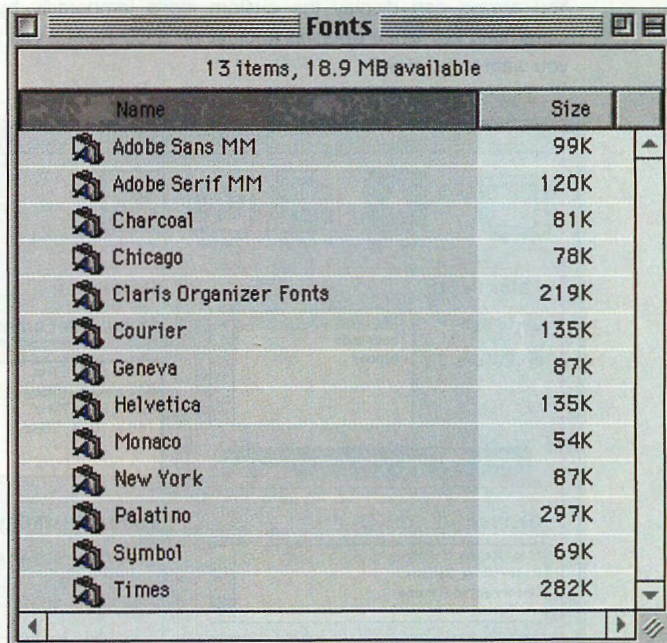 Fonts
13 items, 18.9 MB available
Name Size
Adobe Sans MM 99K
Adobe Serif MM 120K
Charcoal 81K
Chicago 78K
Claris Organizer Fonts 219K
Courier 135K
Geneva 87K
Helvetica 135K
Monaco 54K
New York 87K
Palatino 297K
Symbol 69K
Times 282K